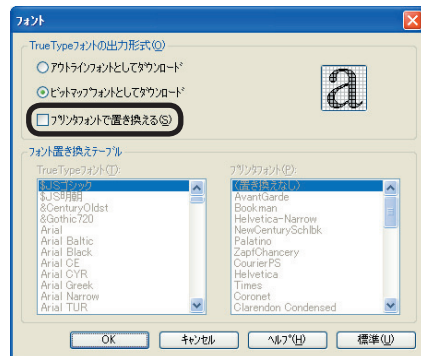 フォント
TrueTypeフォントの出力形式(O)
アウトラインフォントとしてダウンロード
ビットマップフォントとしてダウンロード
プリンタフォントで置き換える(S)
a
フォント置き換えテーブル
TrueTypeフォント(T):
$JSゴシック
$JS明朝
&CenturyOldst
&Gothic720
Arial
Arial Baltic
Arial Black
Arial CE
Arial CYR
Arial Greek
Arial Narrow
Arial TUR
プリンタフォント(P):
(置き換えなし)
AvantGarde
Bookman
Helvetica-Narrow
NewCenturySchlbk
Palatino
ZapfChancery
CourierPS
Helvetica
Times
Coronet
Clarendon Condensed
OK
キャンセル
ヘルプ(H)
標準(U)